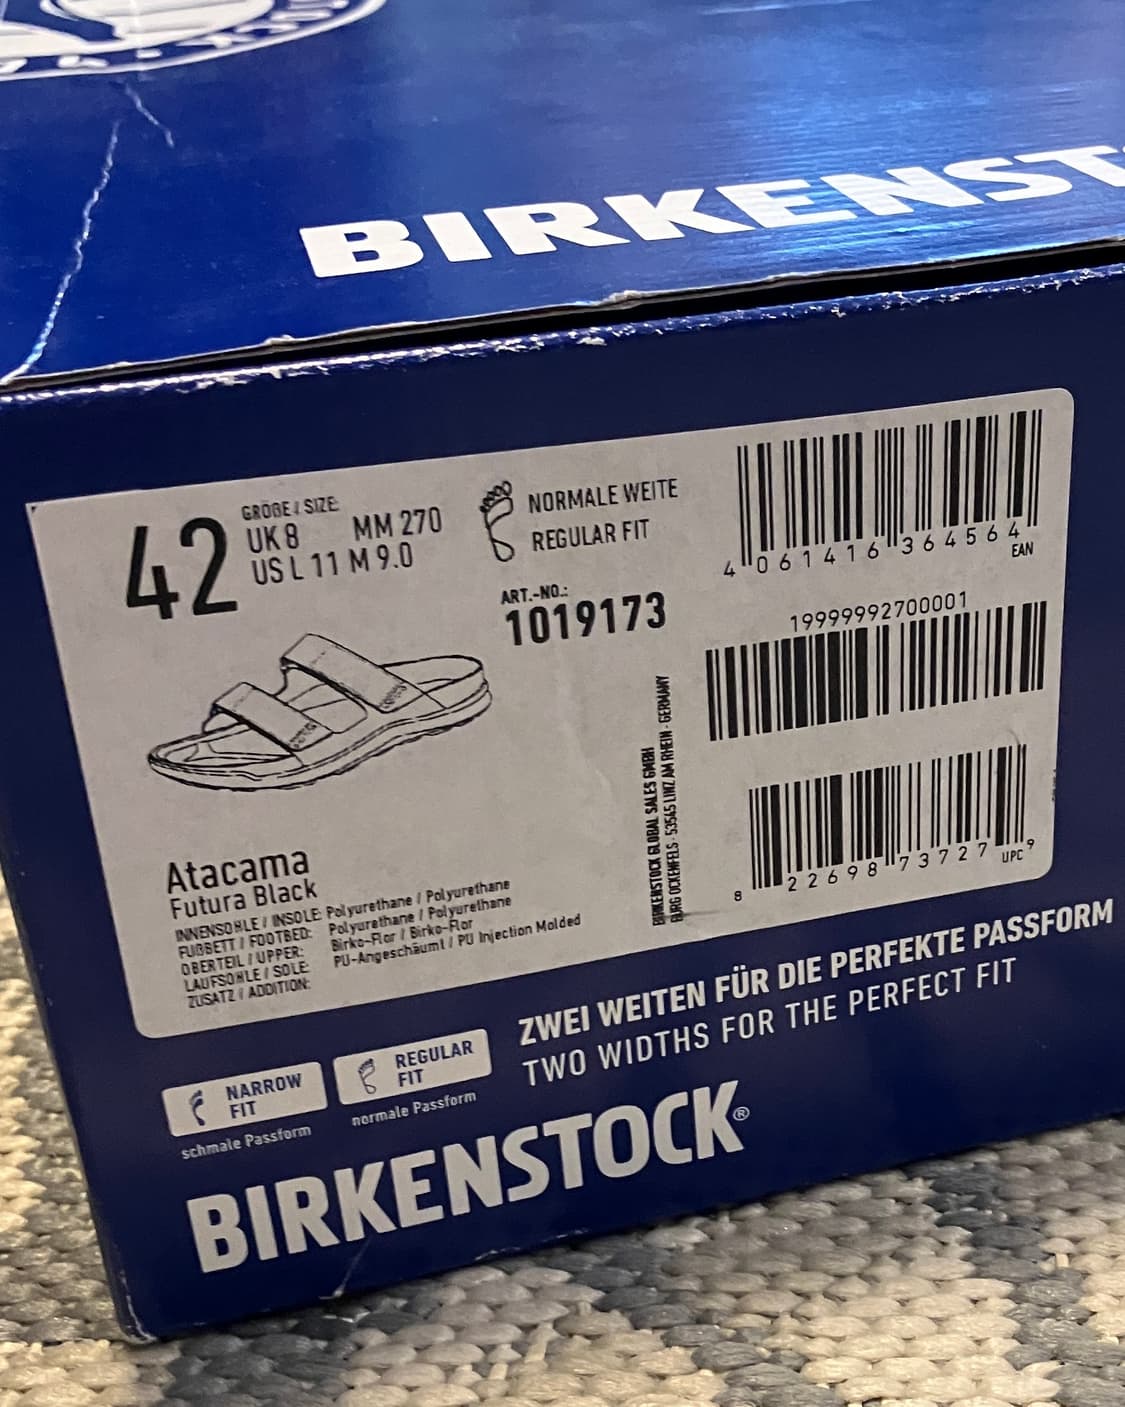 BIRKENST
42
GRÖßE / SIZE:
UK 8 MM 270
US L 11 M 9.0
NORMALE WEITE
REGULAR FIT
ART.-NO.:
1019173
4 061416 364564
EAN
19999992700001
8 22698 73727 9
UPC
BIRKENSTOCK GLOBAL SALES GMBH
BURG OCKENFELS · 53545 LINZ AM RHEIN · GERMANY
Atacama
Futura Black
INNENSOHLE / INSOLE: Polyurethane / Polyurethane
FUßBETT / FOOTBED: Polyurethane / Polyurethane
OBERTEIL / UPPER: Birko-Flor / Birko-Flor
LAUFSOHLE / SOLE: PU-Angeschäumt / PU Injection Molded
ZUSATZ / ADDITION:
ZWEI WEITEN FÜR DIE PERFEKTE PASSFORM
TWO WIDTHS FOR THE PERFECT FIT
NARROW
FIT
schmale Passform
REGULAR
FIT
normale Passform
BIRKENSTOCK®